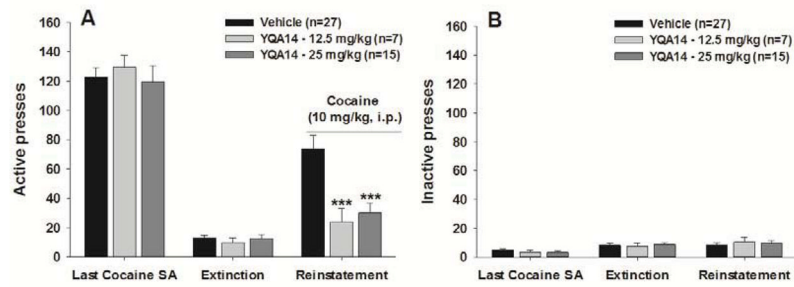 A
Vehicle (n=27)
YQA14 - 12.5 mg/kg (n=7)
YQA14 - 25 mg/kg (n=15)
Cocaine
(10 mg/kg, i.p.)
*** ***
Active presses
160
140
120
100
80
60
40
20
0
Last Cocaine SA Extinction Reinstatement
B
Vehicle (n=27)
YQA14 - 12.5 mg/kg (n=7)
YQA14 - 25 mg/kg (n=15)
Inactive presses
160
140
120
100
80
60
40
20
0
Last Cocaine SA Extinction Reinstatement